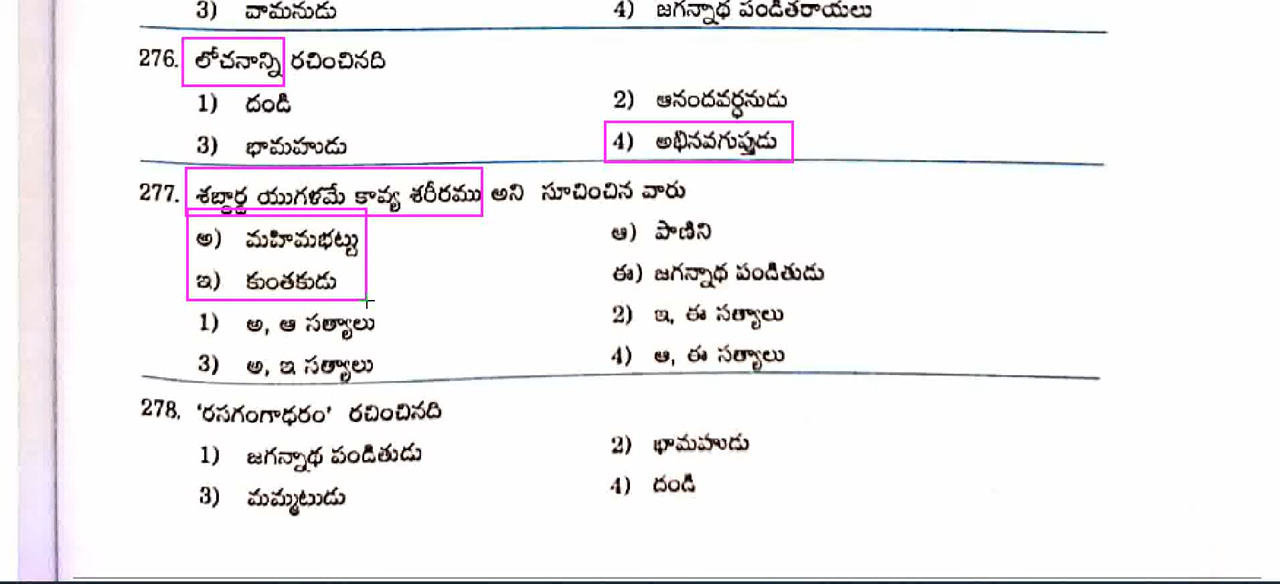 3) వామనుడు 4) జగన్నాథ పండితరాయలు
276. లోచనాన్ని రచించినది
1) దండి 2) ఆనందవర్ధనుడు
3) భామహుడు 4) అభినవగుప్తుడు
277. శబ్దార్థ యుగళమే కావ్య శరీరము అని సూచించిన వారు
అ) మహిమభట్టు ఆ) పాణిని
ఇ) కుంతకుడు ఈ) జగన్నాథ పండితుడు
1) అ, ఆ సత్యాలు 2) ఇ, ఈ సత్యాలు
3) అ, ఇ సత్యాలు 4) ఆ, ఈ సత్యాలు
278. 'రసగంగాధరం' రచించినది
1) జగన్నాథ పండితుడు 2) భామహుడు
3) మమ్మటుడు 4) దండి